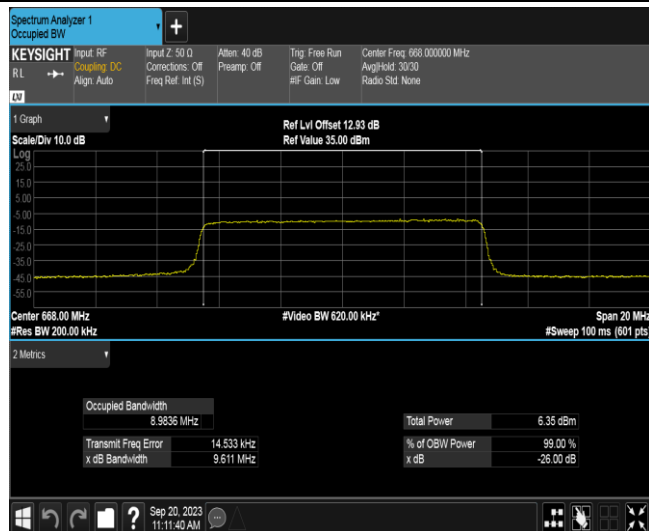 Spectrum Analyzer 1
Occupied BW
+
KEYSIGHT
RL
LXI
Input: RF
Coupling: DC
Align: Auto
Input Z: 50 Ω
Corrections: Off
Freq Ref: Int (S)
Atten: 40 dB
Preamp: Off
Trig: Free Run
Gate: Off
#IF Gain: Low
Center Freq: 668.000000 MHz
Avg|Hold: 30/30
Radio Std: None
1 Graph
Scale/Div 10.0 dB
Ref Lvl Offset 12.93 dB
Ref Value 35.00 dBm
Log
25.0
15.0
5.00
-5.00
-15.0
-25.0
-35.0
-45.0
-55.0
Center 668.00 MHz
#Video BW 620.00 kHz*
Span 20 MHz
#Res BW 200.00 kHz
#Sweep 100 ms (601 pts)
2 Metrics
Occupied Bandwidth
8.9836 MHz
Total Power 6.35 dBm
Transmit Freq Error 14.533 kHz
% of OBW Power 99.00 %
x dB Bandwidth 9.611 MHz
x dB -26.00 dB
?
Sep 20, 2023
11:11:40 AM